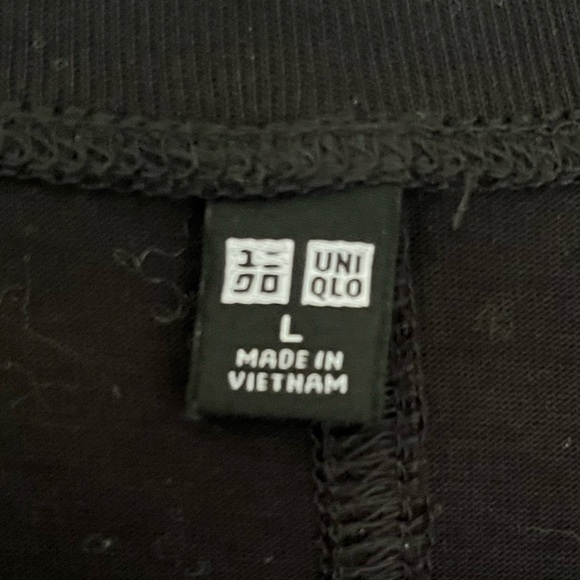 ユニ UNI
クロ QLO
L
MADE IN
VIETNAM